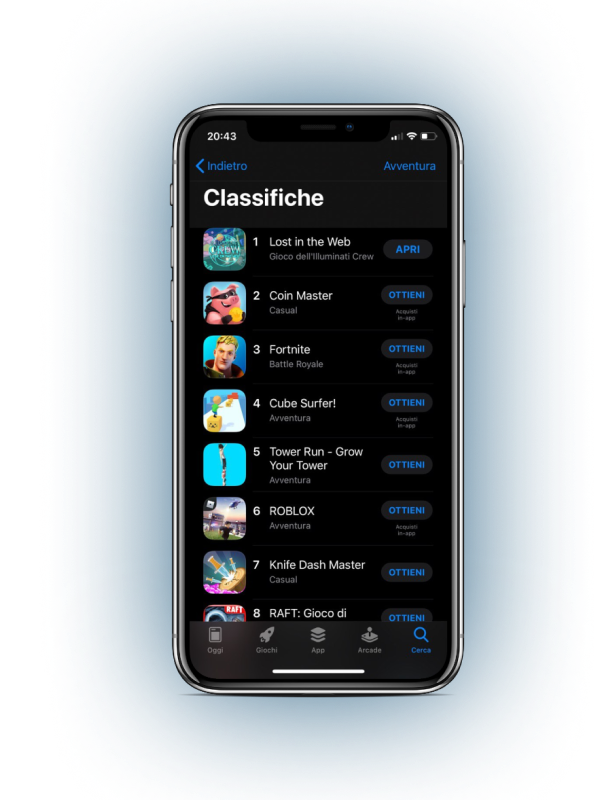 20:43
Indietro
Avventura
Classifiche
1
Lost in the Web
Gioco dell'Illuminati Crew
APRI
2
Coin Master
Casual
OTTIENI
Acquisti
in-app
3
Fortnite
Battle Royale
OTTIENI
Acquisti
in-app
4
Cube Surfer!
Avventura
OTTIENI
Acquisti
in-app
5
Tower Run - Grow
Your Tower
Avventura
OTTIENI
6
ROBLOX
Avventura
OTTIENI
Acquisti
in-app
7
Knife Dash Master
Casual
OTTIENI
RAFT
8
RAFT: Gioco di
OTTIENI
Oggi
Giochi
App
Arcade
Cerca